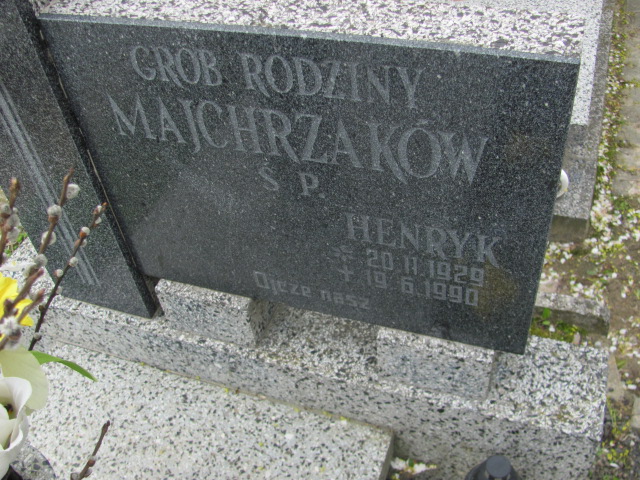 GRÓB RODZINY
MAJCHRZAKÓW
Ś P
HENRYK
* 20 11 1929
+ 19 6 1990
Ojcze nasz